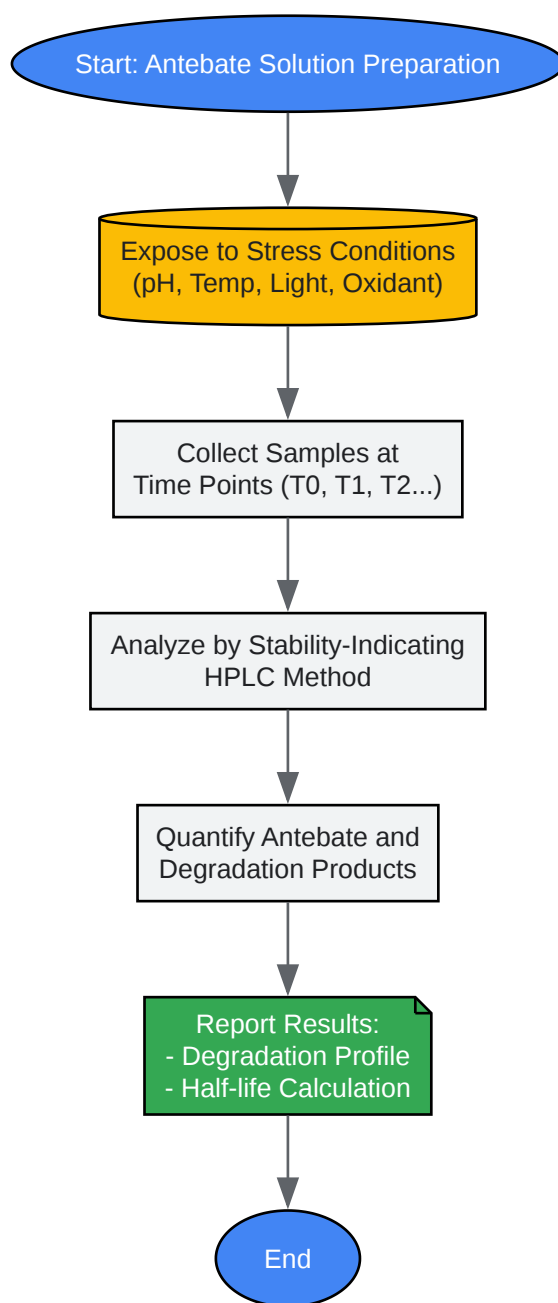 Start: Antebate Solution Preparation
Expose to Stress Conditions
(pH, Temp, Light, Oxidant)
Collect Samples at
Time Points (T0, T1, T2...)
Analyze by Stability-Indicating
HPLC Method
Quantify Antebate and
Degradation Products
Report Results:
- Degradation Profile
- Half-life Calculation
End